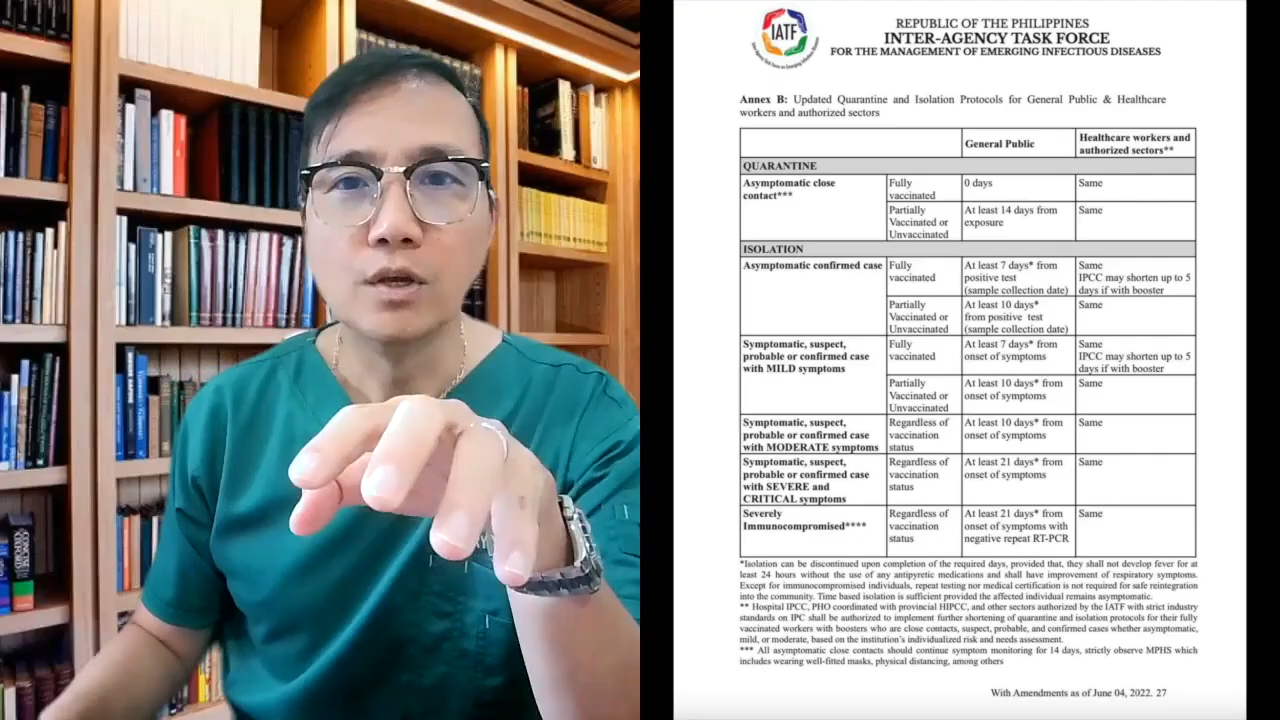 IATF
REPUBLIC OF THE PHILIPPINES
INTER-AGENCY TASK FORCE
FOR THE MANAGEMENT OF EMERGING INFECTIOUS DISEASES
Annex B: Updated Quarantine and Isolation Protocols for General Public & Healthcare
workers and authorized sectors
General Public
Healthcare workers and
authorized sectors**
QUARANTINE
Asymptomatic close
contact***
Fully
vaccinated
0 days
Same
Partially
Vaccinated or
Unvaccinated
At least 14 days from
exposure
Same
ISOLATION
Asymptomatic confirmed case
Fully
vaccinated
At least 7 days* from
positive test
(sample collection date)
Same
IPCC may shorten up to 5
days if with booster
Partially
Vaccinated or
Unvaccinated
At least 10 days*
from positive test
(sample collection date)
Same
Symptomatic, suspect,
probable or confirmed case
with MILD symptoms
Fully
vaccinated
At least 7 days* from
onset of symptoms
Same
IPCC may shorten up to 5
days if with booster
Partially
Vaccinated or
Unvaccinated
At least 10 days* from
onset of symptoms
Same
Symptomatic, suspect,
probable or confirmed case
with MODERATE symptoms
Regardless of
vaccination
status
At least 10 days* from
onset of symptoms
Same
Symptomatic, suspect,
probable or confirmed case
with SEVERE and
CRITICAL symptoms
Regardless of
vaccination
status
At least 21 days* from
onset of symptoms
Same
Severely
Immunocompromised****
Regardless of
vaccination
status
At least 21 days* from
onset of symptoms with
negative repeat RT-PCR
Same
*Isolation can be discontinued upon completion of the required days, provided that, they shall not develop fever for at
least 24 hours without the use of any antipyretic medications and shall have improvement of respiratory symptoms.
Except for immunocompromised individuals, repeat testing nor medical certification is not required for safe reintegration
into the community. Time based isolation is sufficient provided the affected individual remains asymptomatic.
** Hospital IPCC, PHO coordinated with provincial HIPCC, and other sectors authorized by the IATF with strict industry
standards on IPC shall be authorized to implement further shortening of quarantine and isolation protocols for their fully
vaccinated workers with boosters who are close contacts, suspect, probable, and confirmed cases whether asymptomatic,
mild, or moderate, based on the institution's individualized risk and needs assessment.
*** All asymptomatic close contacts should continue symptom monitoring for 14 days, strictly observe MPHS which
includes wearing well-fitted masks, physical distancing, among others
With Amendments as of June 04, 2022. 27